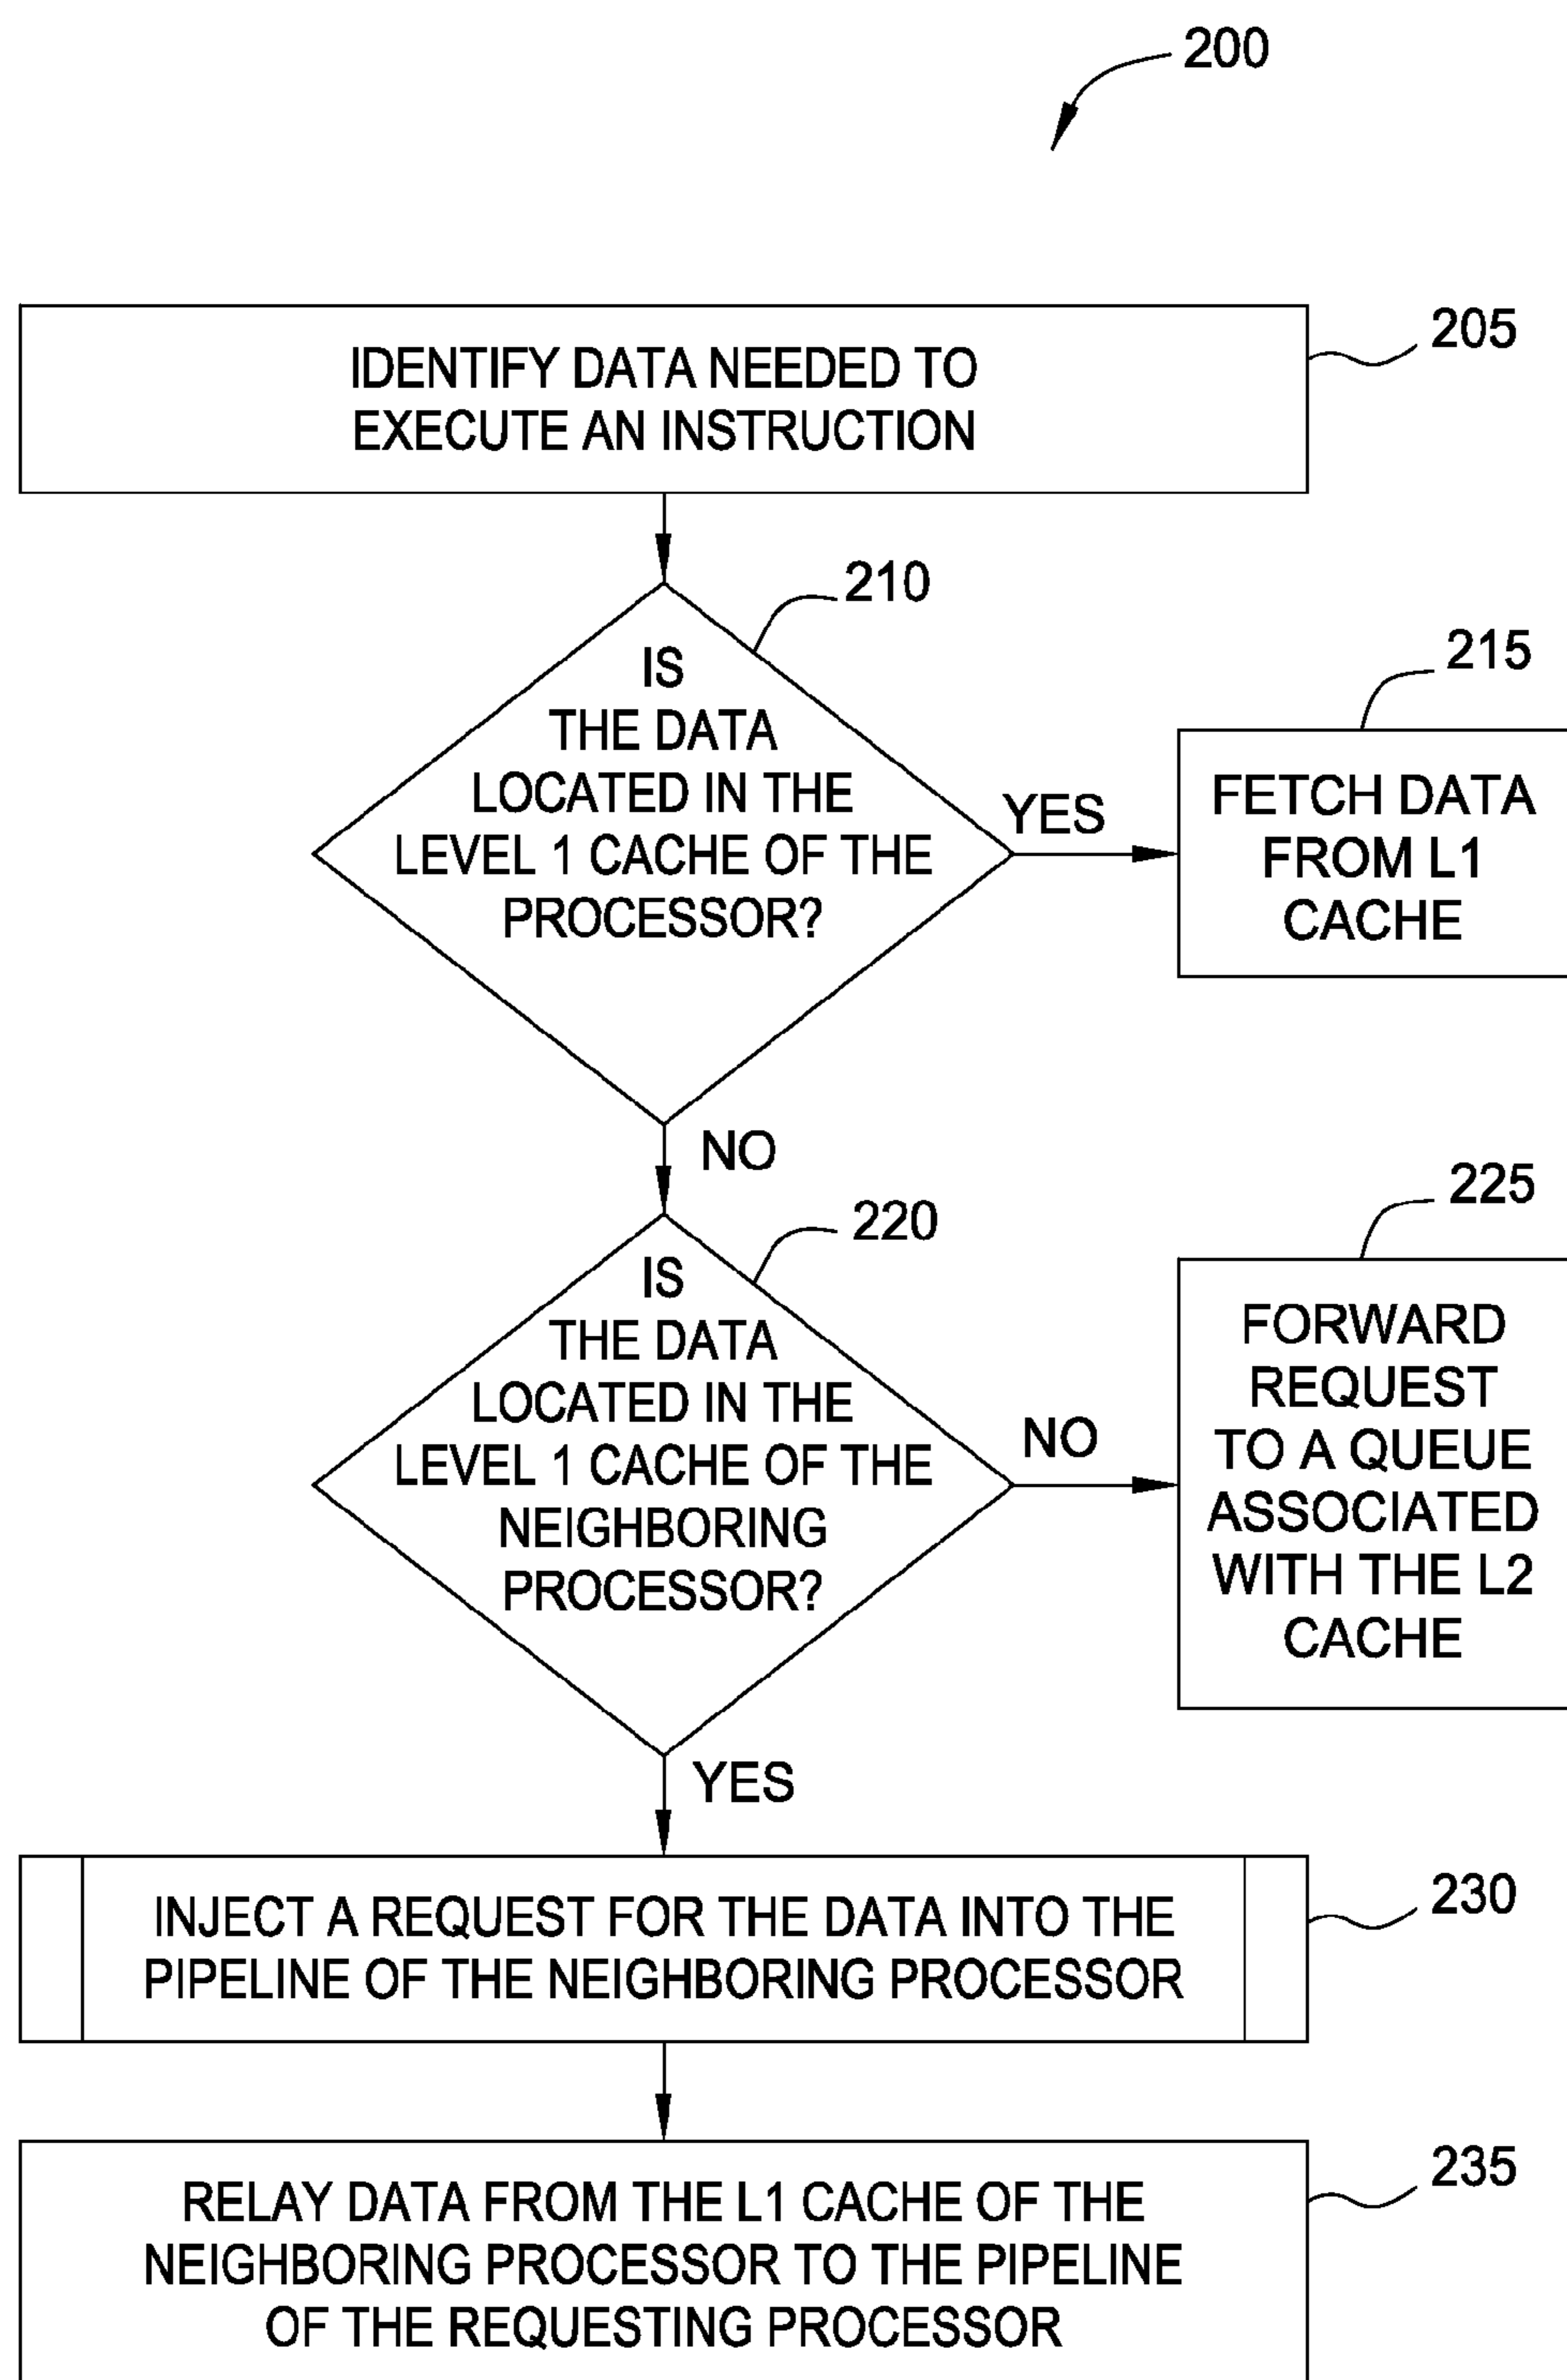 200
205
IDENTIFY DATA NEEDED TO
EXECUTE AN INSTRUCTION
210
IS
THE DATA
LOCATED IN THE
LEVEL 1 CACHE OF THE
PROCESSOR?
YES
215
FETCH DATA
FROM L1
CACHE
NO
220
IS
THE DATA
LOCATED IN THE
LEVEL 1 CACHE OF THE
NEIGHBORING
PROCESSOR?
NO
225
FORWARD
REQUEST
TO A QUEUE
ASSOCIATED
WITH THE L2
CACHE
YES
230
INJECT A REQUEST FOR THE DATA INTO THE
PIPELINE OF THE NEIGHBORING PROCESSOR
235
RELAY DATA FROM THE L1 CACHE OF THE
NEIGHBORING PROCESSOR TO THE PIPELINE
OF THE REQUESTING PROCESSOR